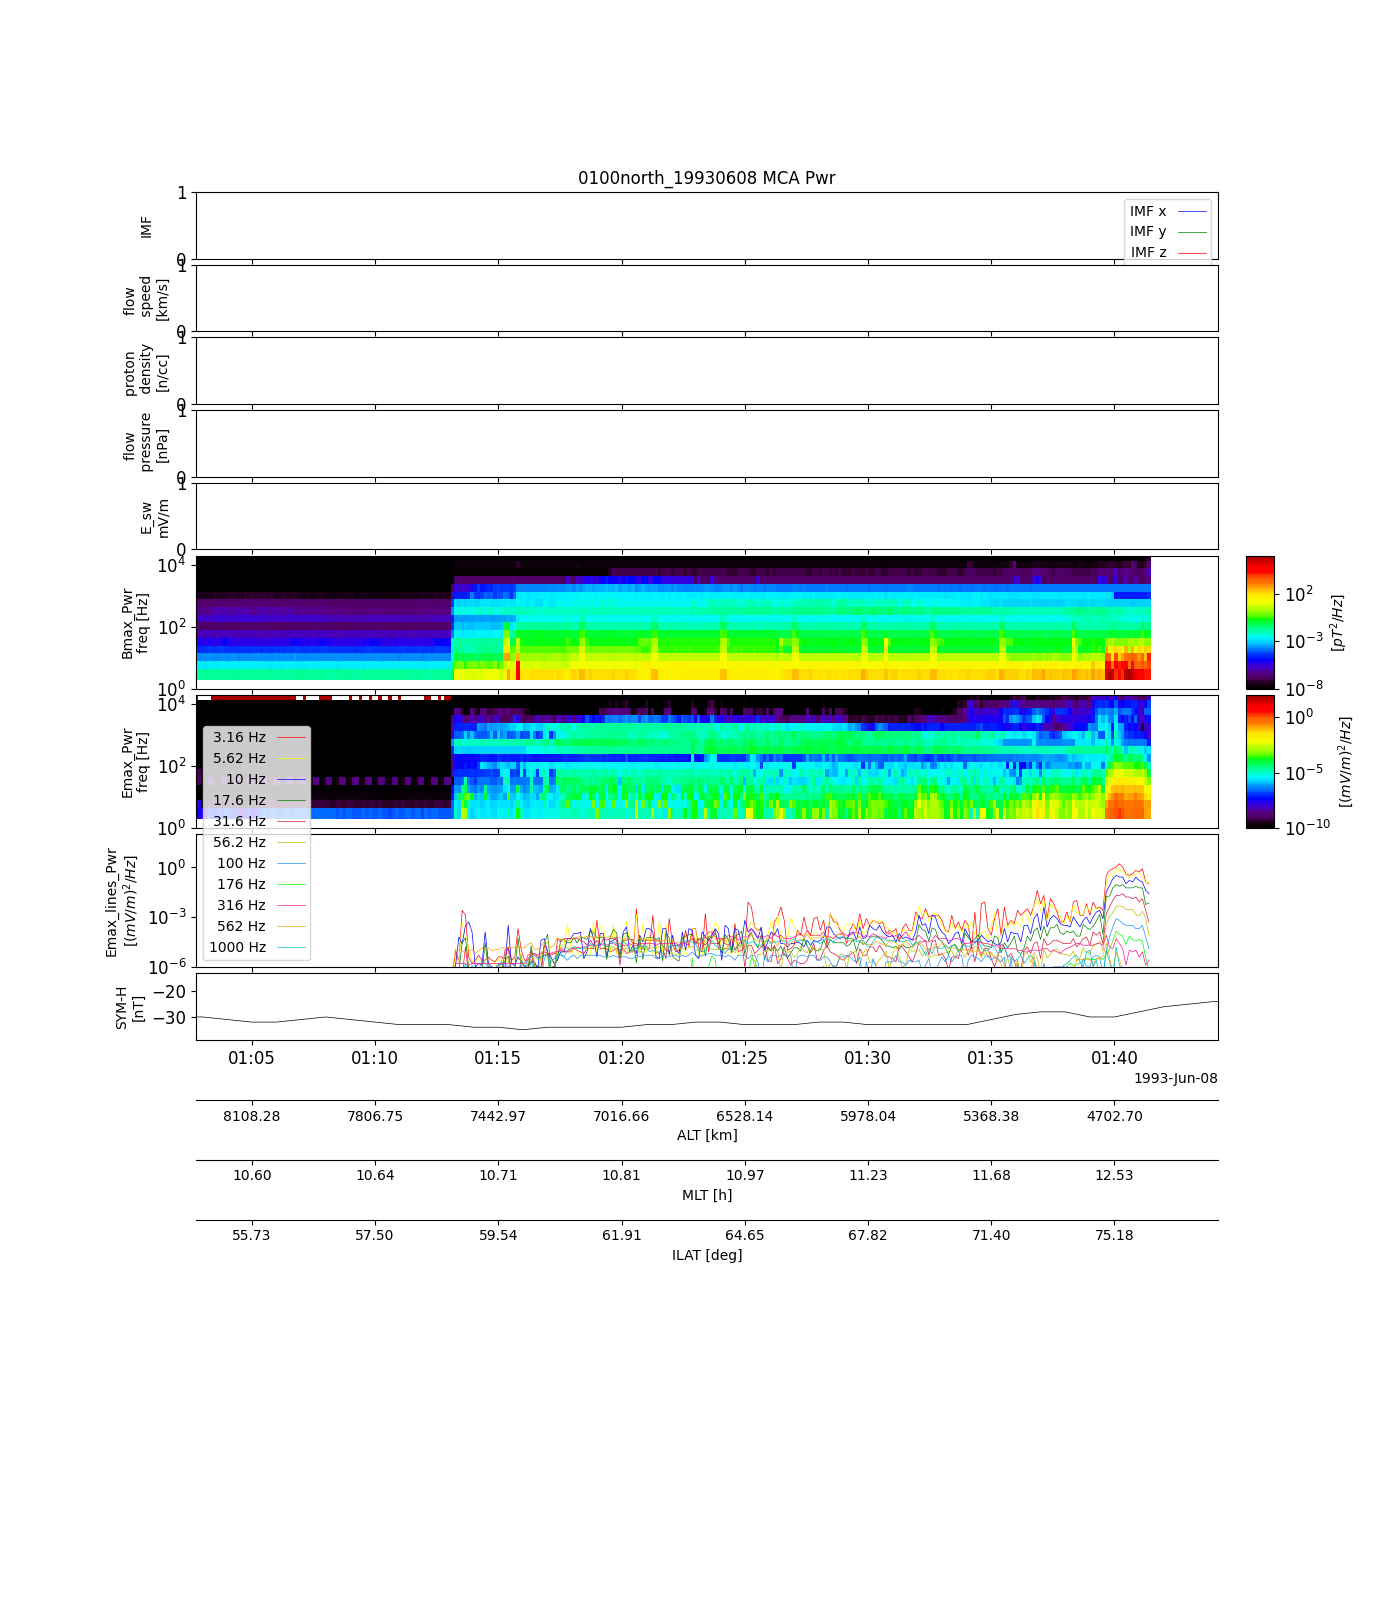 0100north_19930608 MCA Pwr
1
IMF
0
IMF x
IMF y
IMF z
1
flow
speed
[km/s]
0
1
proton
density
[n/cc]
0
1
flow
pressure
[nPa]
0
1
E_sw
mV/m
0
10^4
10^2
10^0
Bmax_Pwr
freq [Hz]
10^2
10^-3
10^-8
[pT^2/Hz]
10^4
10^2
10^0
Emax_Pwr
freq [Hz]
10^0
10^-5
10^-10
[(mV/m)^2/Hz]
3.16 Hz
5.62 Hz
10 Hz
17.6 Hz
31.6 Hz
56.2 Hz
100 Hz
176 Hz
316 Hz
562 Hz
1000 Hz
10^0
10^-3
10^-6
Emax_lines_Pwr
[(mV/m)^2/Hz]
−20
−30
SYM-H
[nT]
01:05 01:10 01:15 01:20 01:25 01:30 01:35 01:40
1993-Jun-08
8108.28 7806.75 7442.97 7016.66 6528.14 5978.04 5368.38 4702.70
ALT [km]
10.60 10.64 10.71 10.81 10.97 11.23 11.68 12.53
MLT [h]
55.73 57.50 59.54 61.91 64.65 67.82 71.40 75.18
ILAT [deg]